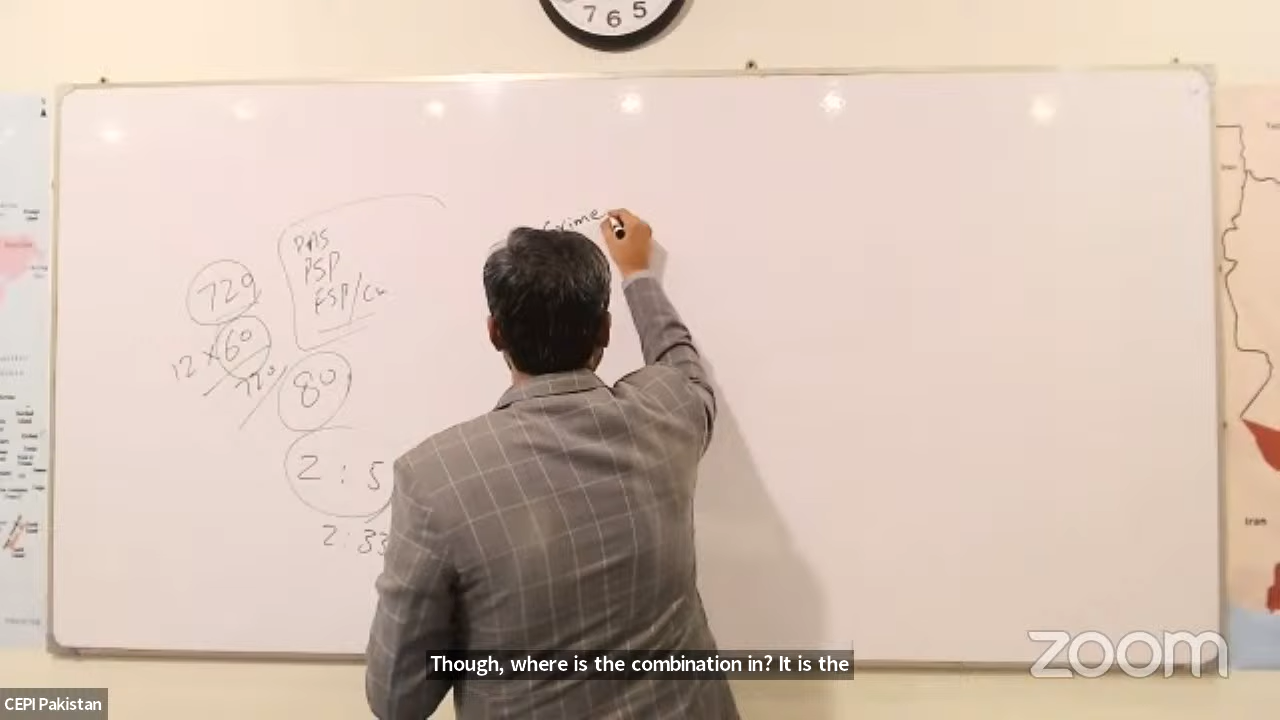 7 6 5
Crime
PAS
PSP
FSP/Cu
720
12 × 60
720
80
2 : 5
2 : 33
Iran
Though, where is the combination in? It is the
zoom
CEPI Pakistan